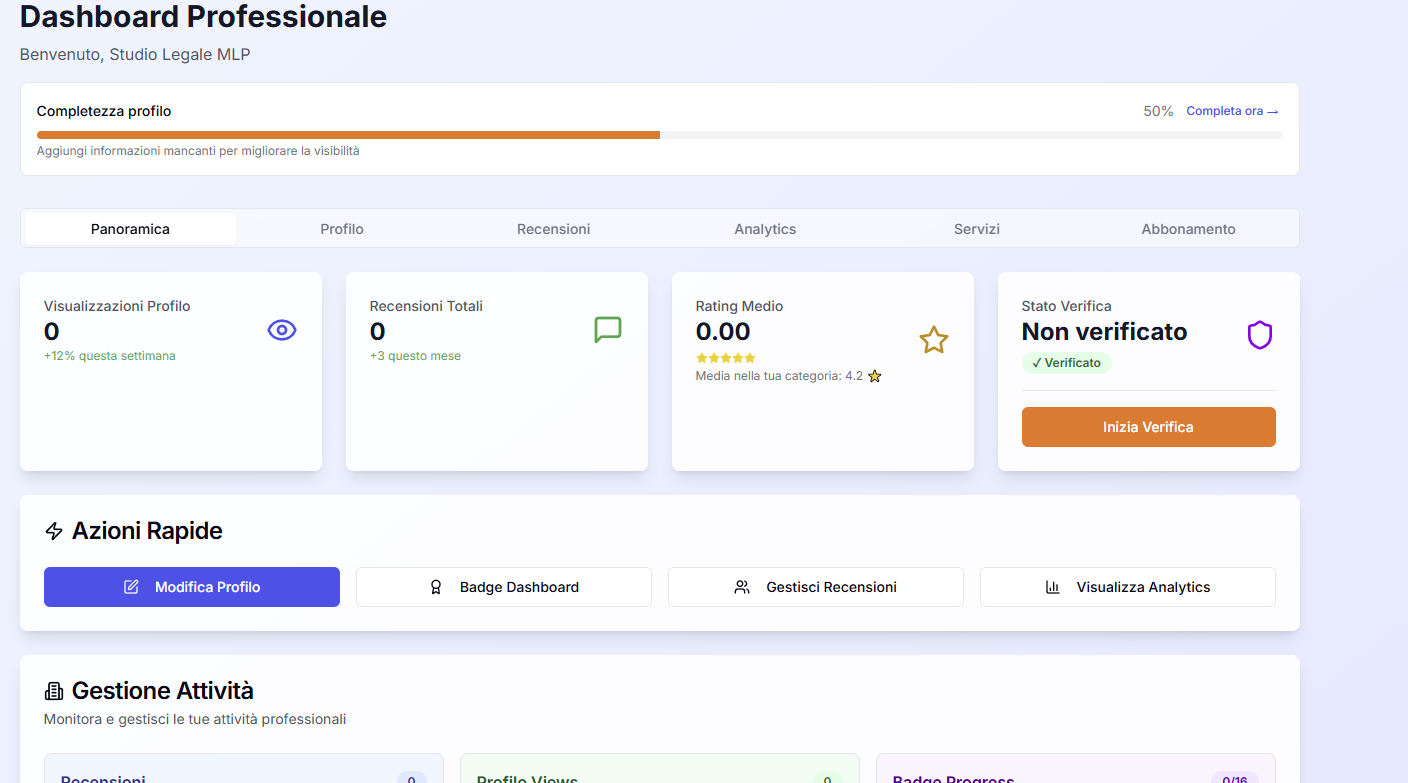 Dashboard Professionale
Benvenuto, Studio Legale MLP
Completezza profilo
50% Completa ora →
Aggiungi informazioni mancanti per migliorare la visibilità
Panoramica Profilo Recensioni Analytics Servizi Abbonamento
Visualizzazioni Profilo
0
+12% questa settimana
Recensioni Totali
0
+3 questo mese
Rating Medio
0.00
Media nella tua categoria: 4.2 ⭐
Stato Verifica
Non verificato
✓ Verificato
Inizia Verifica
Azioni Rapide
Modifica Profilo Badge Dashboard Gestisci Recensioni Visualizza Analytics
Gestione Attività
Monitora e gestisci le tue attività professionali
Recensioni 0 Profilo Views 0 Badge Progress 0/16